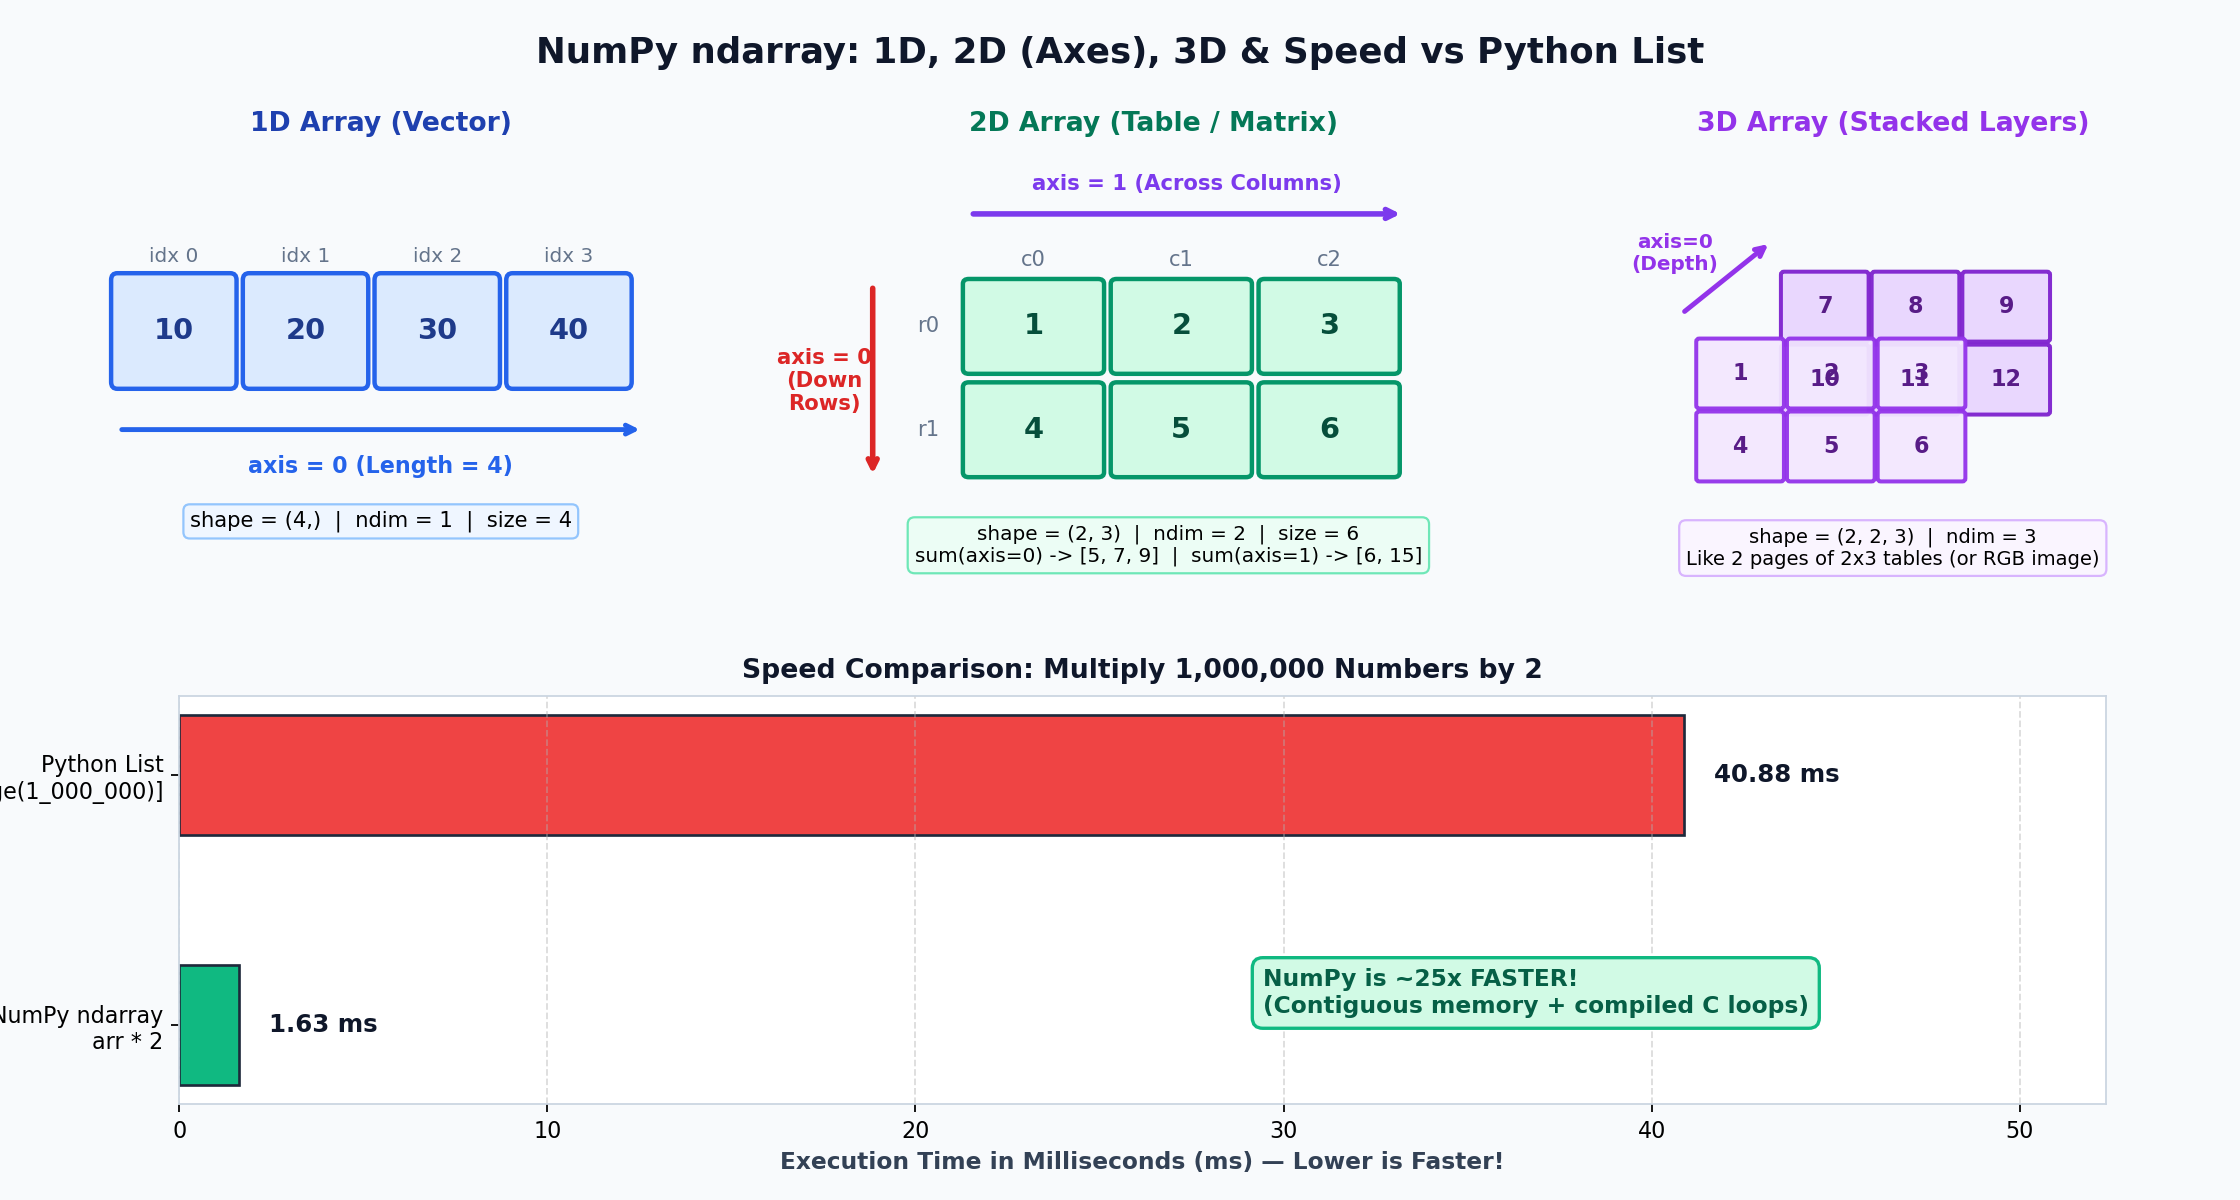 NumPy ndarray: 1D, 2D (Axes), 3D & Speed vs Python List
1D Array (Vector)
idx 0 idx 1 idx 2 idx 3
10 20 30 40
axis = 0 (Length = 4)
shape = (4,) | ndim = 1 | size = 4
2D Array (Table / Matrix)
axis = 1 (Across Columns)
c0 c1 c2
axis = 0
(Down
Rows)
r0 1 2 3
r1 4 5 6
shape = (2, 3) | ndim = 2 | size = 6
sum(axis=0) -> [5, 7, 9] | sum(axis=1) -> [6, 15]
3D Array (Stacked Layers)
axis=0
(Depth)
7 8 9
1 2 3
10 11 12
4 5 6
shape = (2, 2, 3) | ndim = 3
Like 2 pages of 2x3 tables (or RGB image)
Speed Comparison: Multiply 1,000,000 Numbers by 2
Python List
ge(1_000_000)]
40.88 ms
NumPy ndarray
arr * 2
1.63 ms
NumPy is ~25x FASTER!
(Contiguous memory + compiled C loops)
0 10 20 30 40 50
Execution Time in Milliseconds (ms) — Lower is Faster!